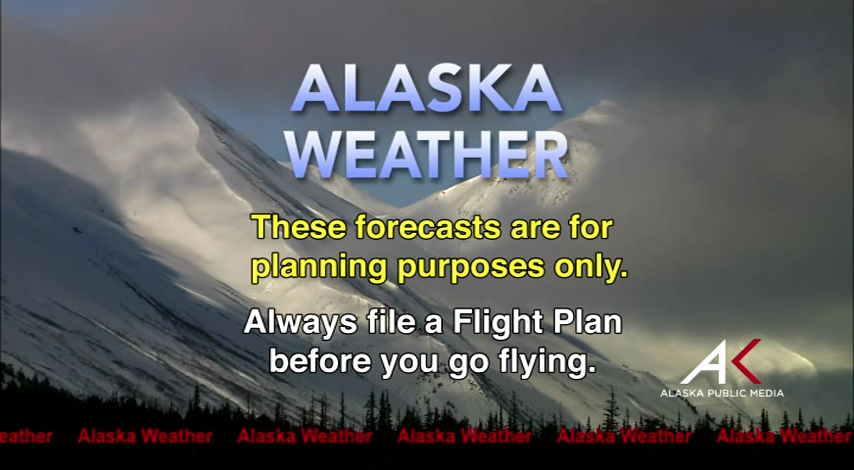 ALASKA
WEATHER
These forecasts are for
planning purposes only.
Always file a Flight Plan
before you go flying.
AK
ALASKA PUBLIC MEDIA
eather Alaska Weather Alaska Weather Alaska Weather Alaska Weather Alaska Weather